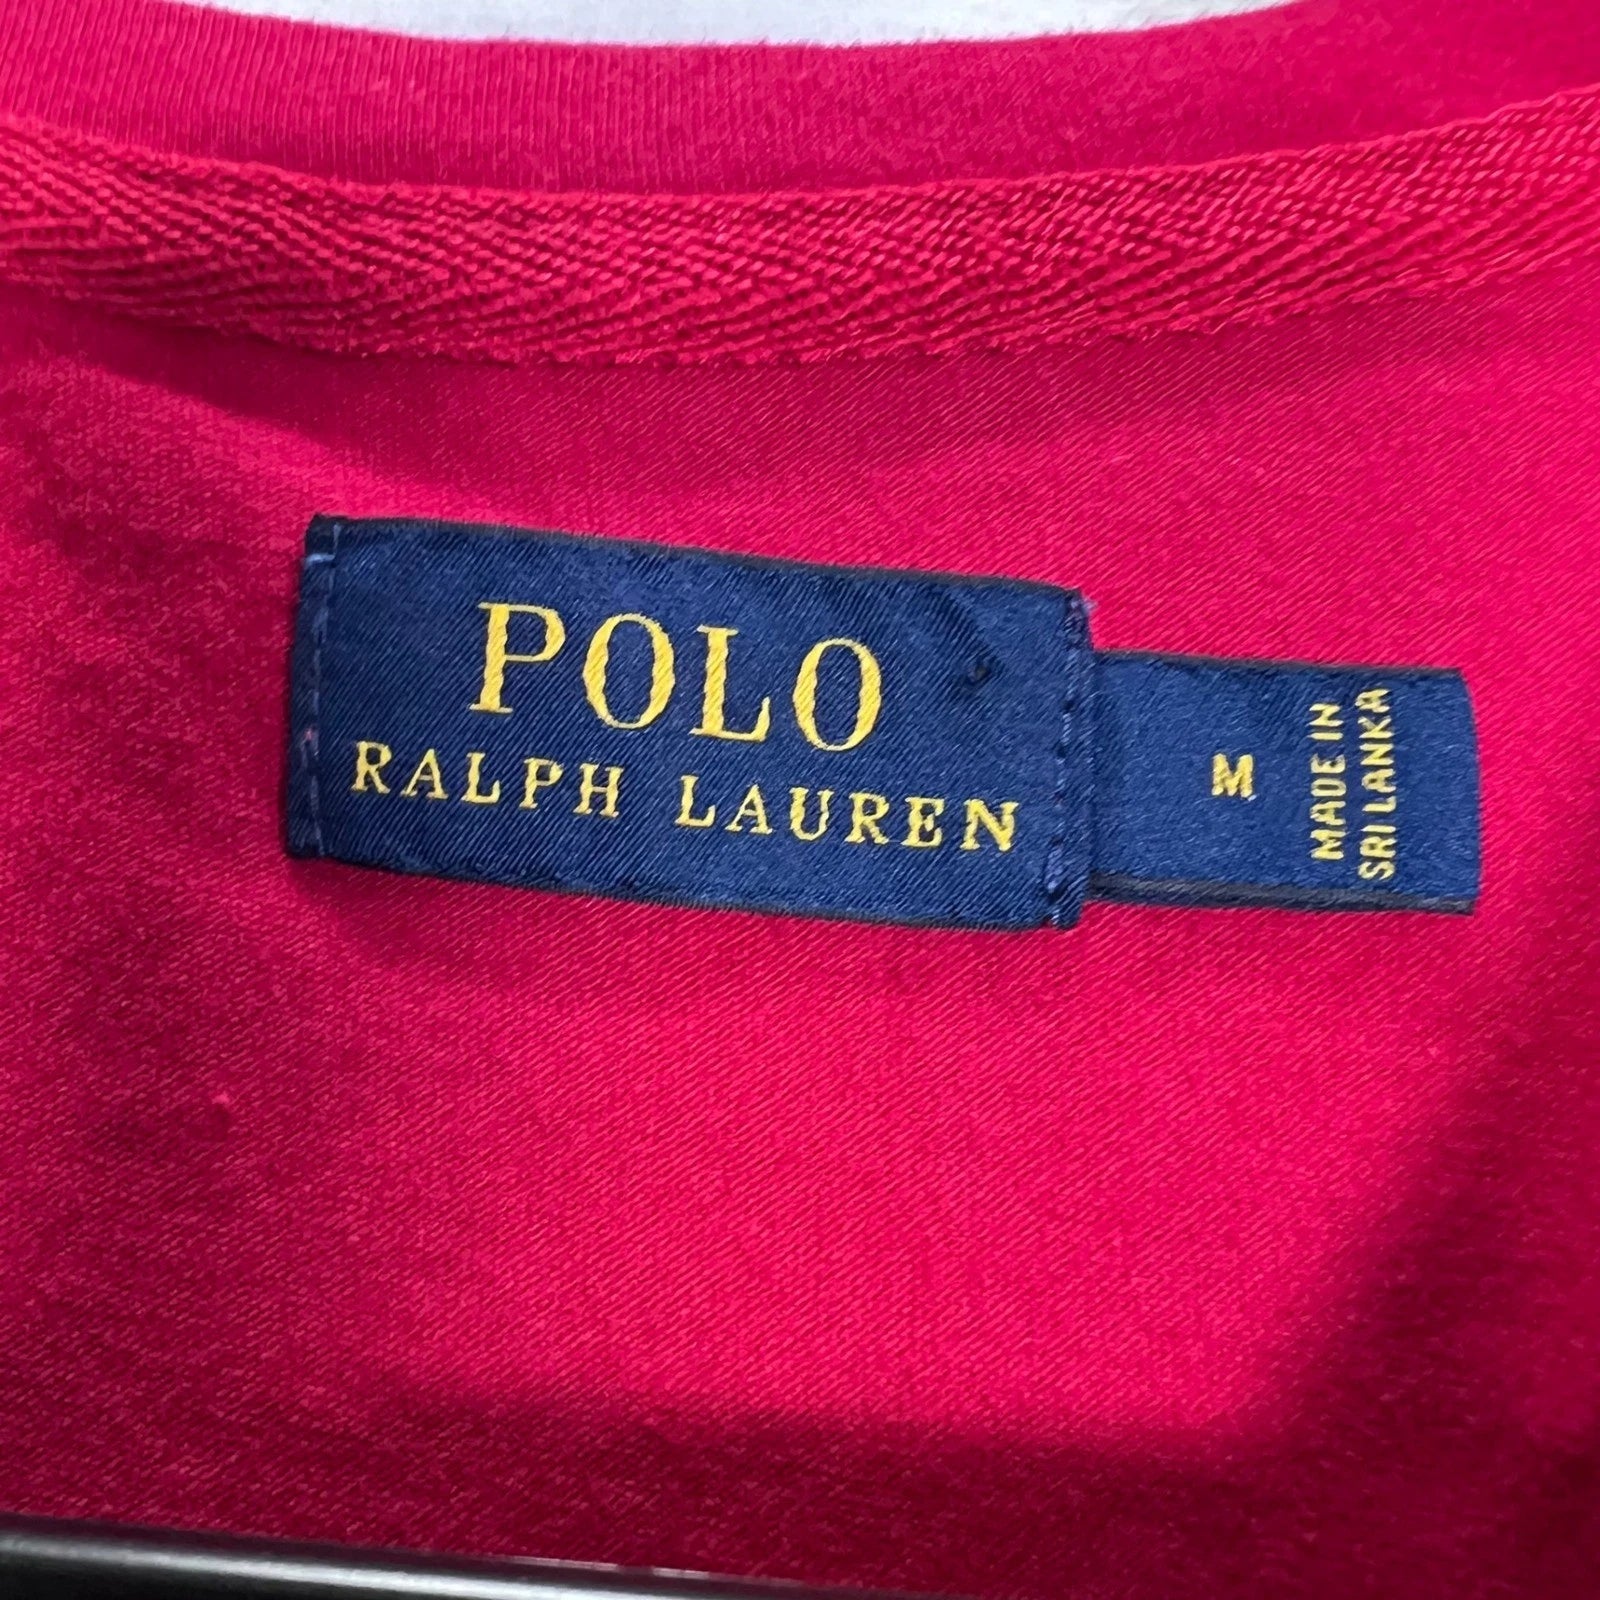 POLO
RALPH LAUREN
M
MADE IN
SRI LANKA